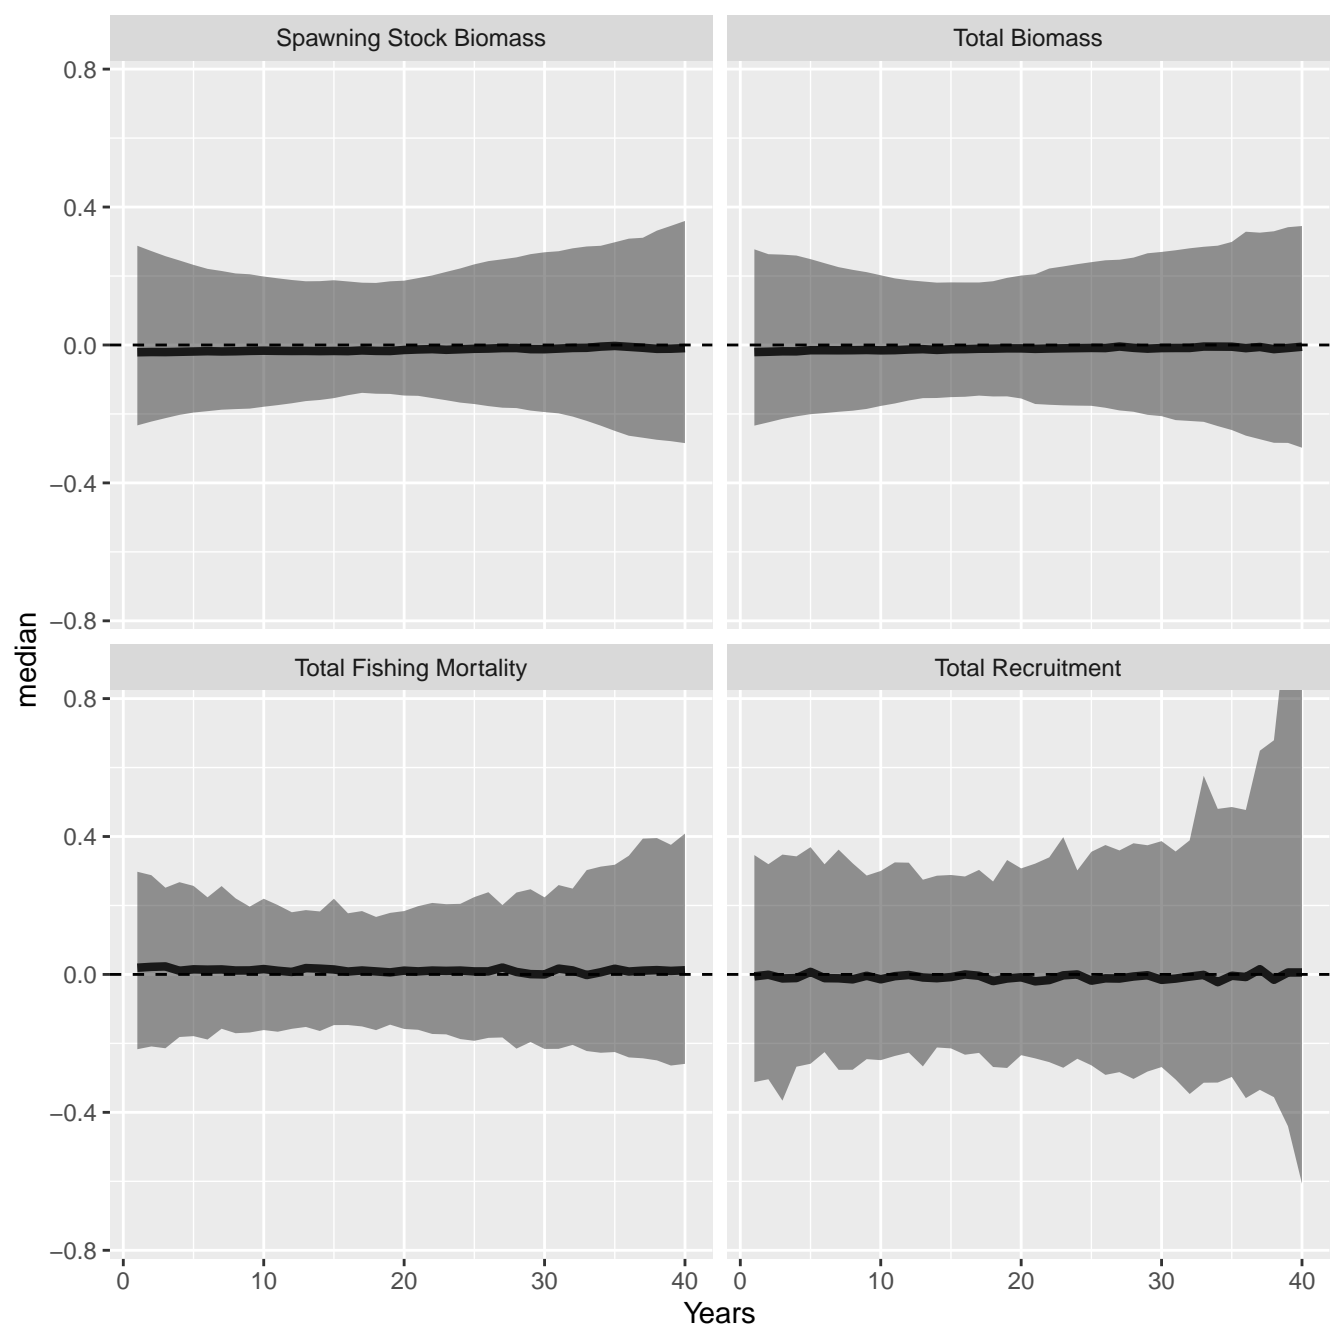 Spawning Stock Biomass
Total Biomass
0.8
0.4
0.0
−0.4
−0.8
median
Total Fishing Mortality
Total Recruitment
0.8
0.4
0.0
−0.4
−0.8
0 10 20 30 40
0 10 20 30 40
Years